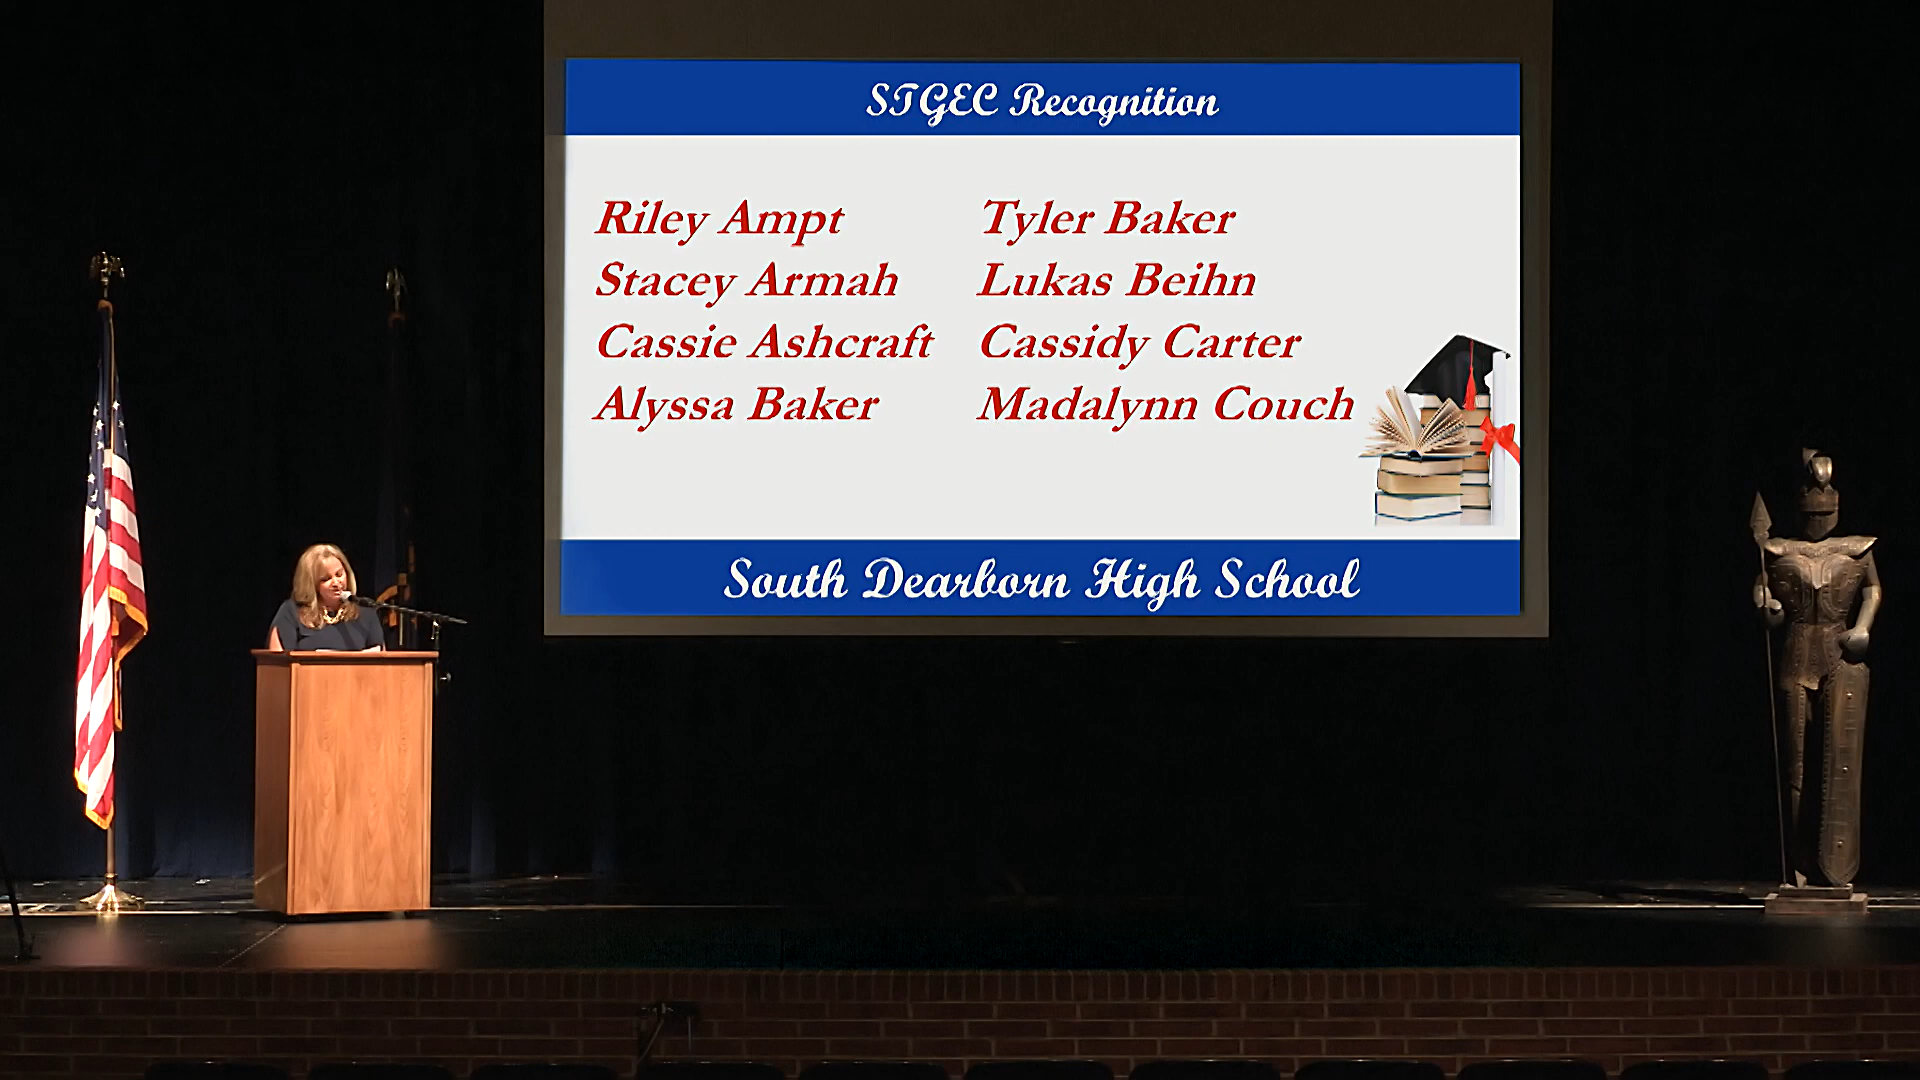 STGEC Recognition
Riley Ampt
Stacey Armah
Cassie Ashcraft
Alyssa Baker
Tyler Baker
Lukas Beihn
Cassidy Carter
Madalynn Couch
South Dearborn High School